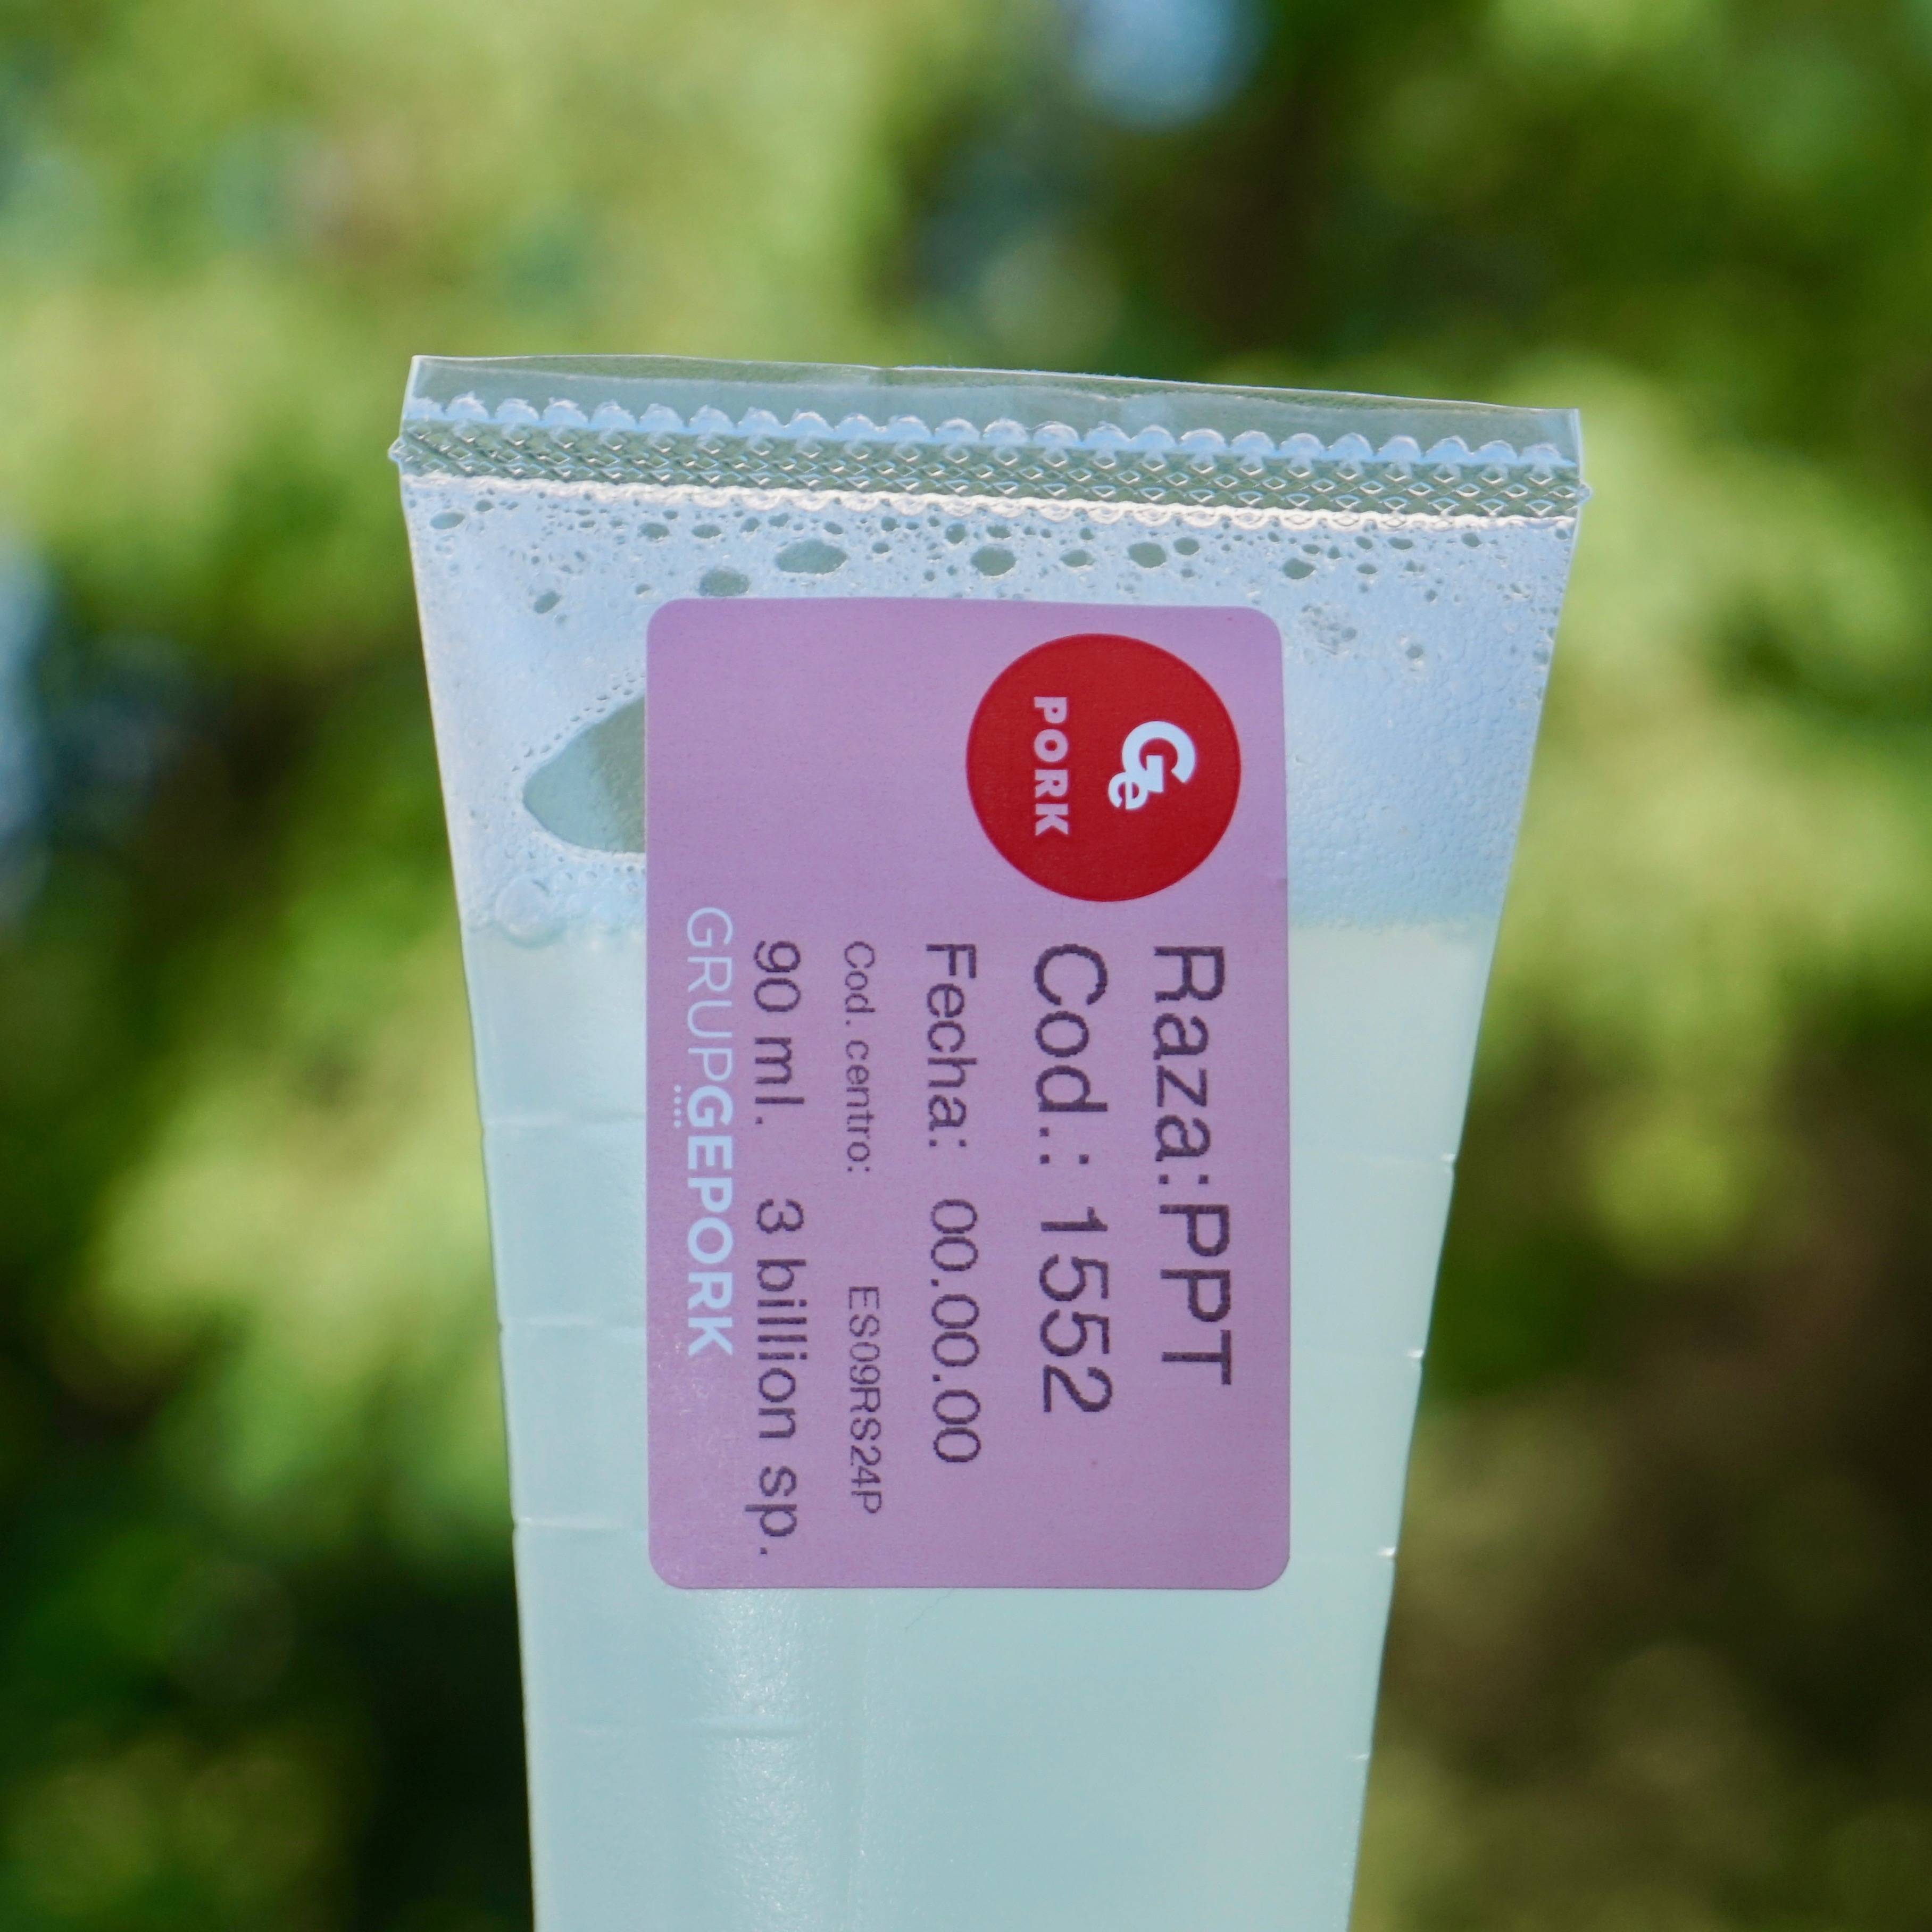 Ge
PORK
Raza:PPT
Cod.: 1552
Fecha: 00.00.00
Cod. centro: ES09RS24P
90 ml. 3 billion sp.
GRUPGEPORK